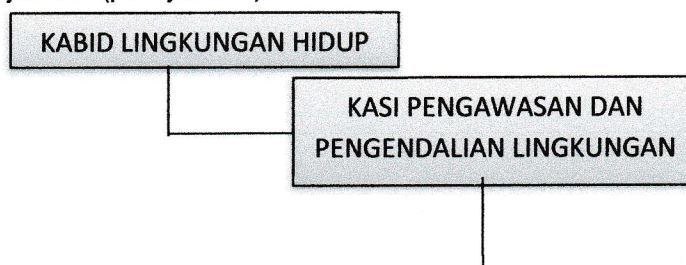 KABID LINGKUNGAN HIDUP
KASI PENGAWASAN DAN
PENGENDALIAN LINGKUNGAN